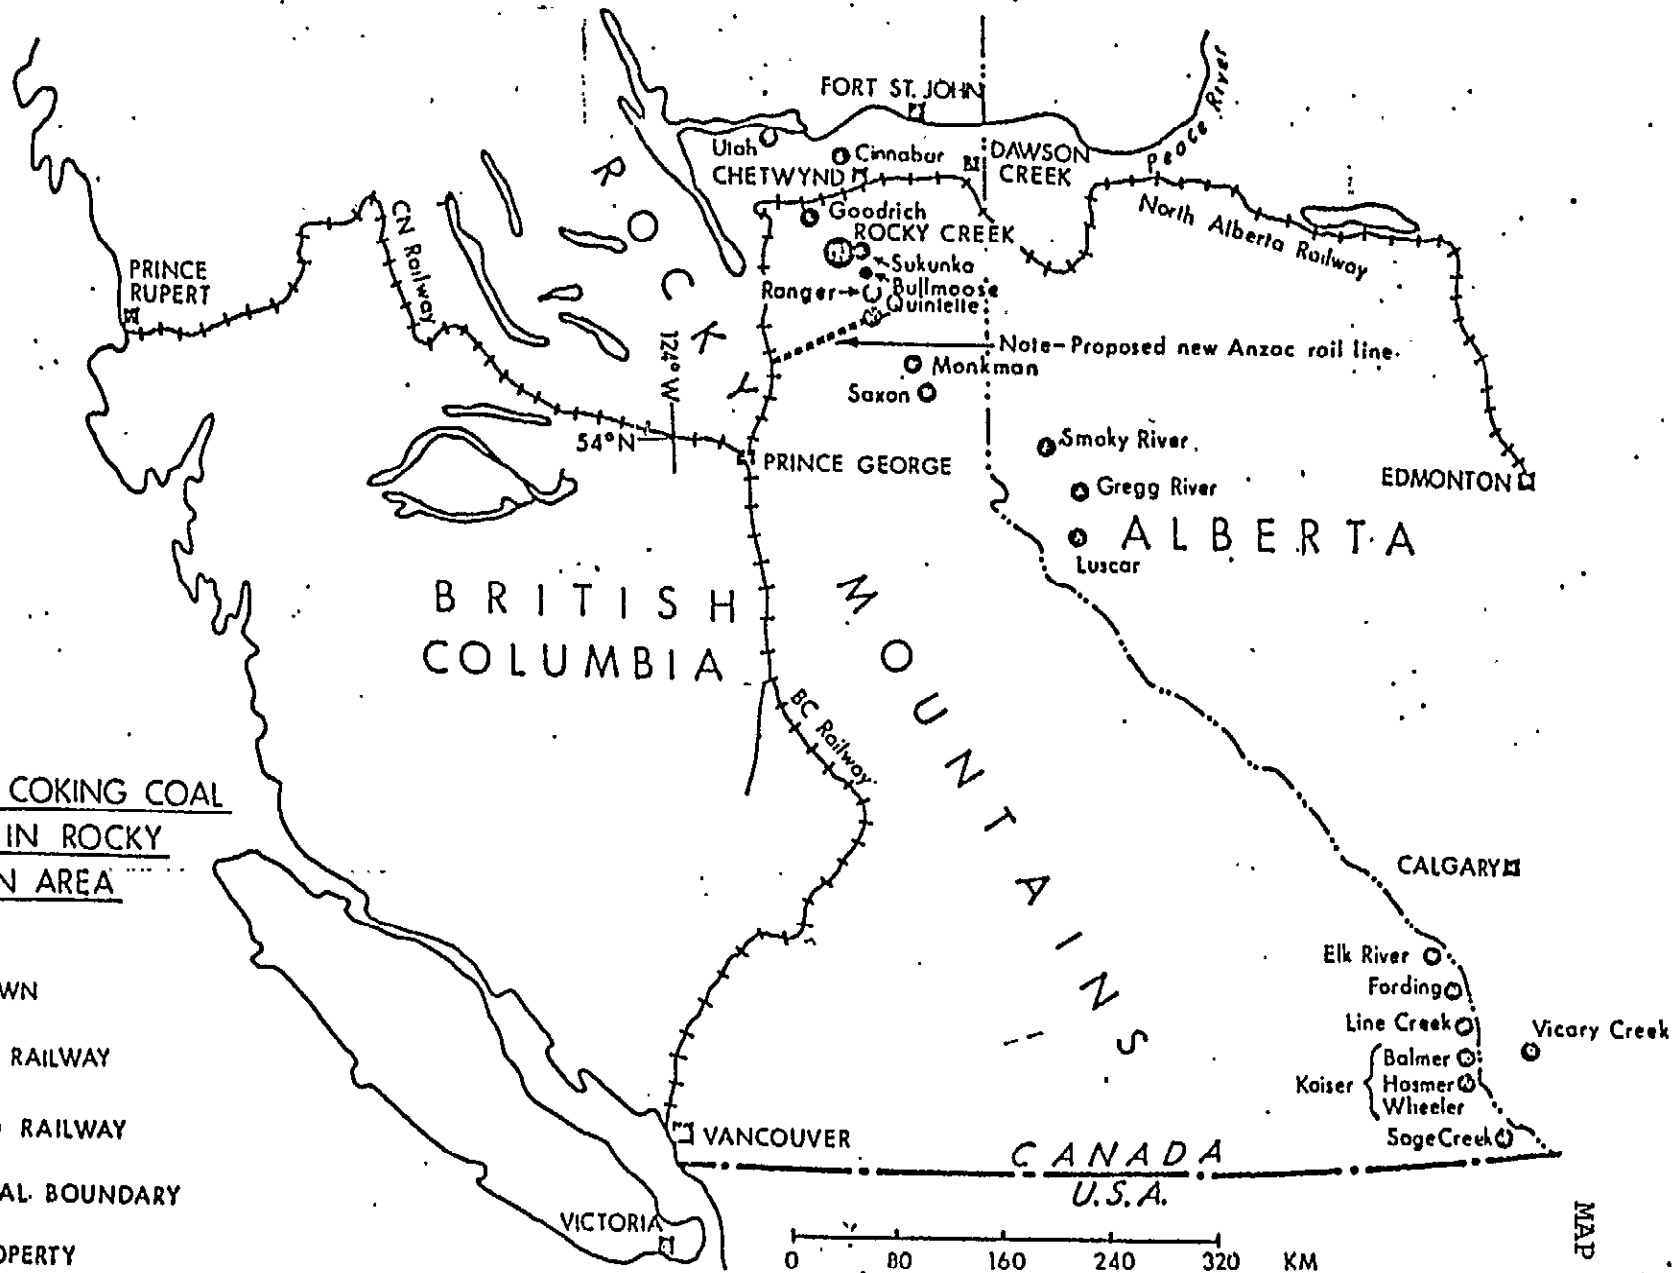 FORT ST. JOHN
Peace River
Utah
Cinnabar
DAWSON
CREEK
CHETWYND
Goodrich
ROCKY CREEK
Sukunka
Bullmoose
Ranger
Quintette
North Alberta Railway
CN Railway
PRINCE
RUPERT
124°W
54°N
Note-Proposed new Anzac rail line.
Monkman
Saxon
Smoky River
PRINCE GEORGE
Gregg River
EDMONTON
ALBERTA
Luscar
BRITISH
COLUMBIA
ROCKY MOUNTAINS
BC Railway
COKING COAL
IN ROCKY
N AREA
CALGARY
Elk River
Fording
Line Creek
Vicary Creek
Balmer
Kaiser
Hosmer
Wheeler
Sage Creek
WN
RAILWAY
RAILWAY
AL BOUNDARY
OPERTY
VANCOUVER
CANADA
U.S.A.
VICTORIA
0 80 160 240 320 KM
MAP